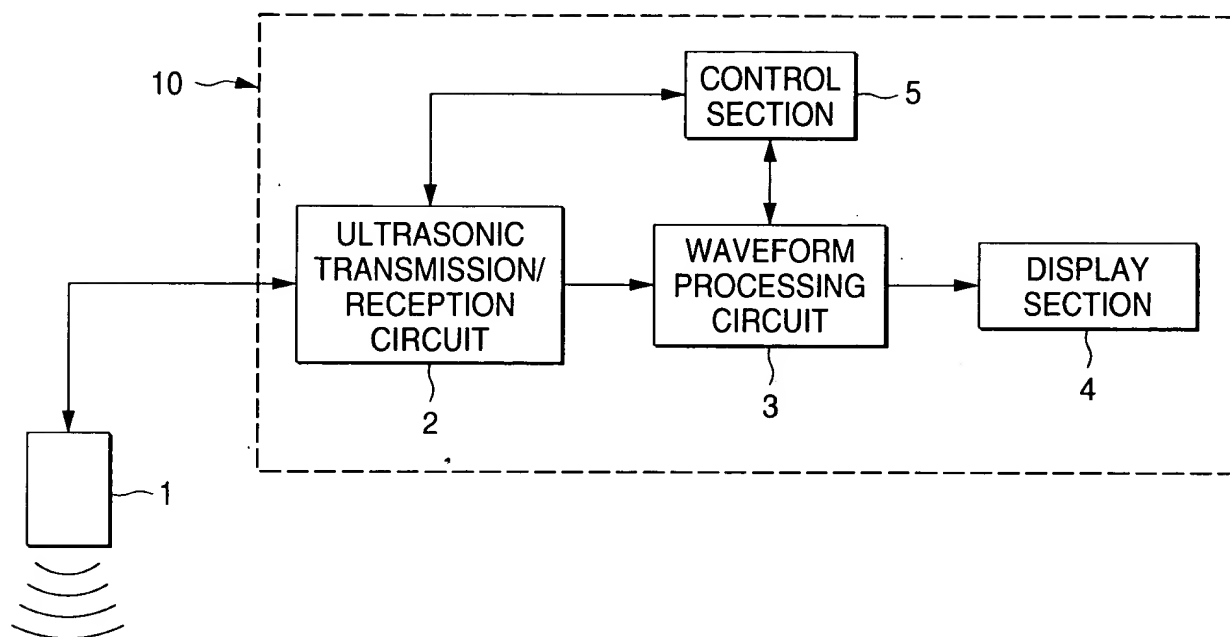 10
CONTROL
SECTION
5
ULTRASONIC
TRANSMISSION/
RECEPTION
CIRCUIT
2
WAVEFORM
PROCESSING
CIRCUIT
3
DISPLAY
SECTION
4
1